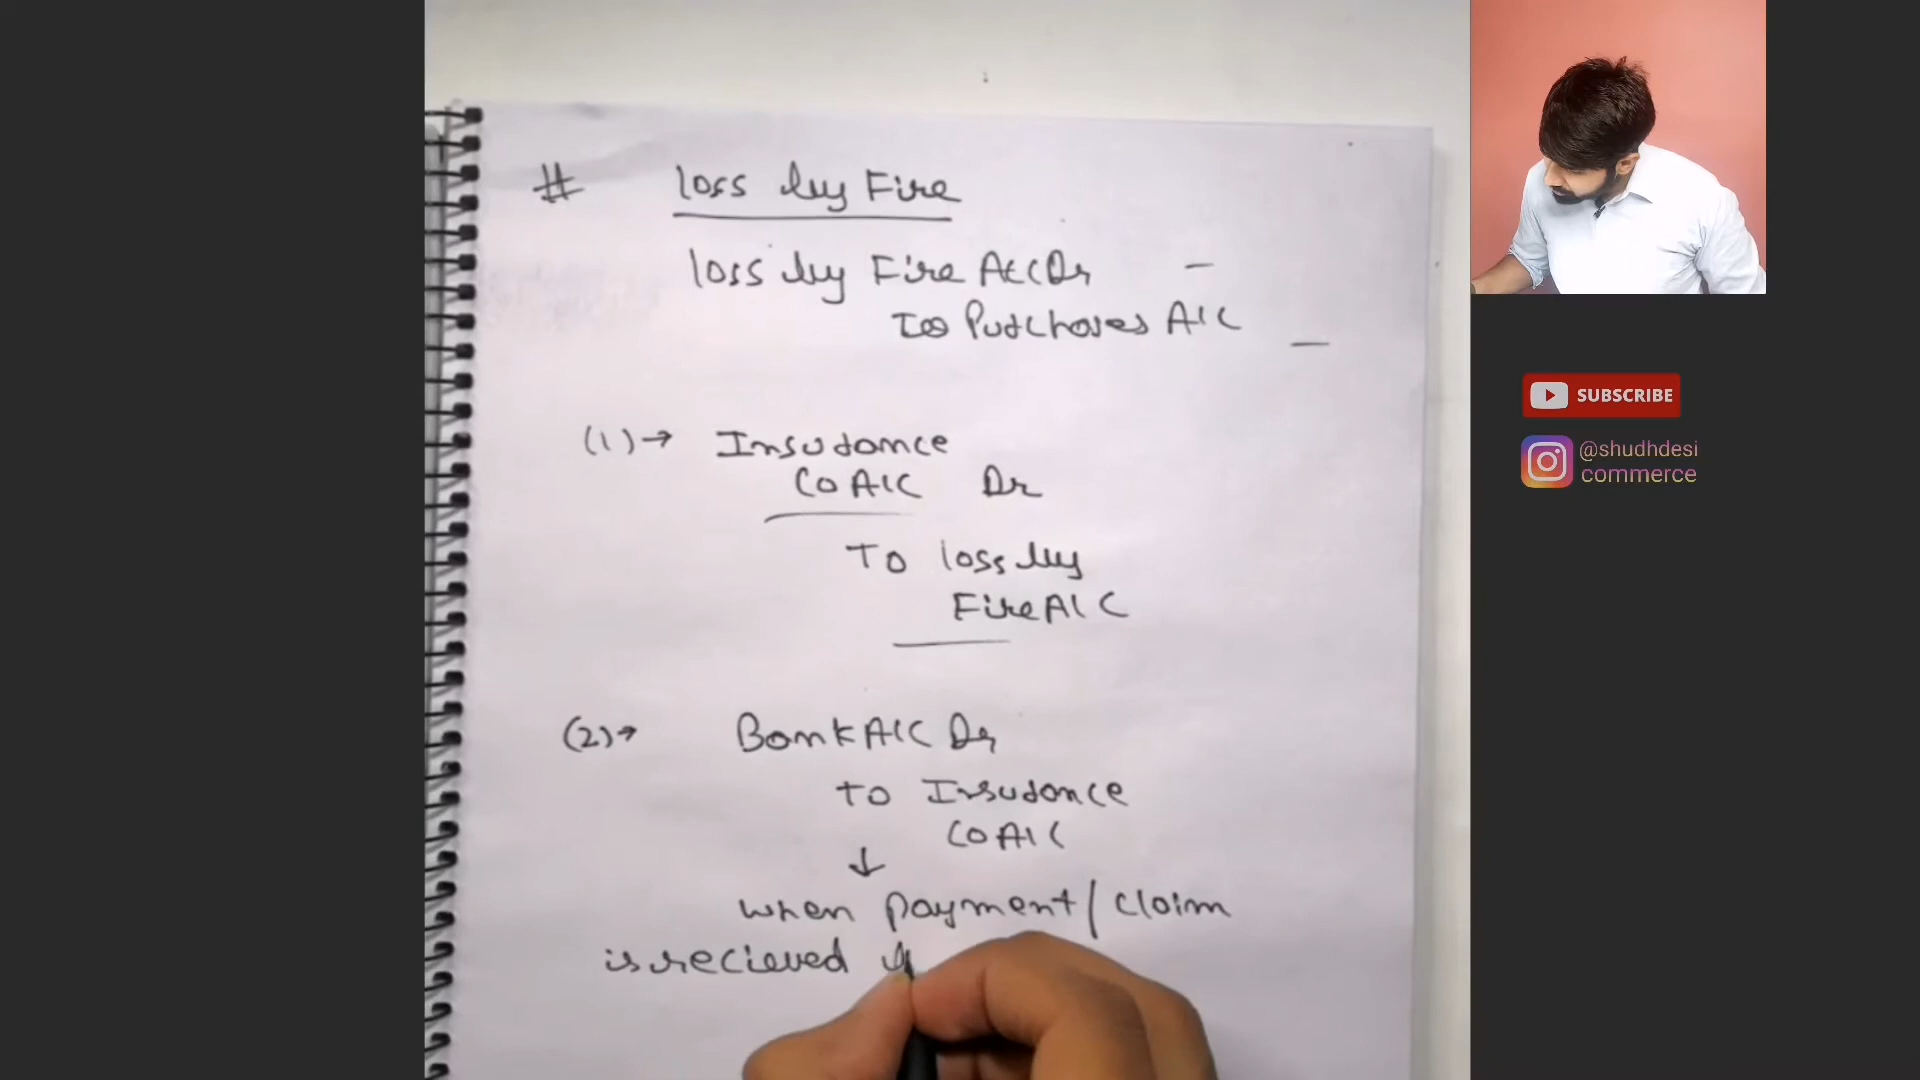 # Loss by Fire
Loss by Fire A/C Dr -
To Purchases A/C -
(1) → Insurance
Co A/C Dr
To loss by
Fire A/C
(2) → Bank A/C Dr
To Insurance
Co A/C
↓
when payment/claim
is recieved
SUBSCRIBE
@shudhdesi
commerce